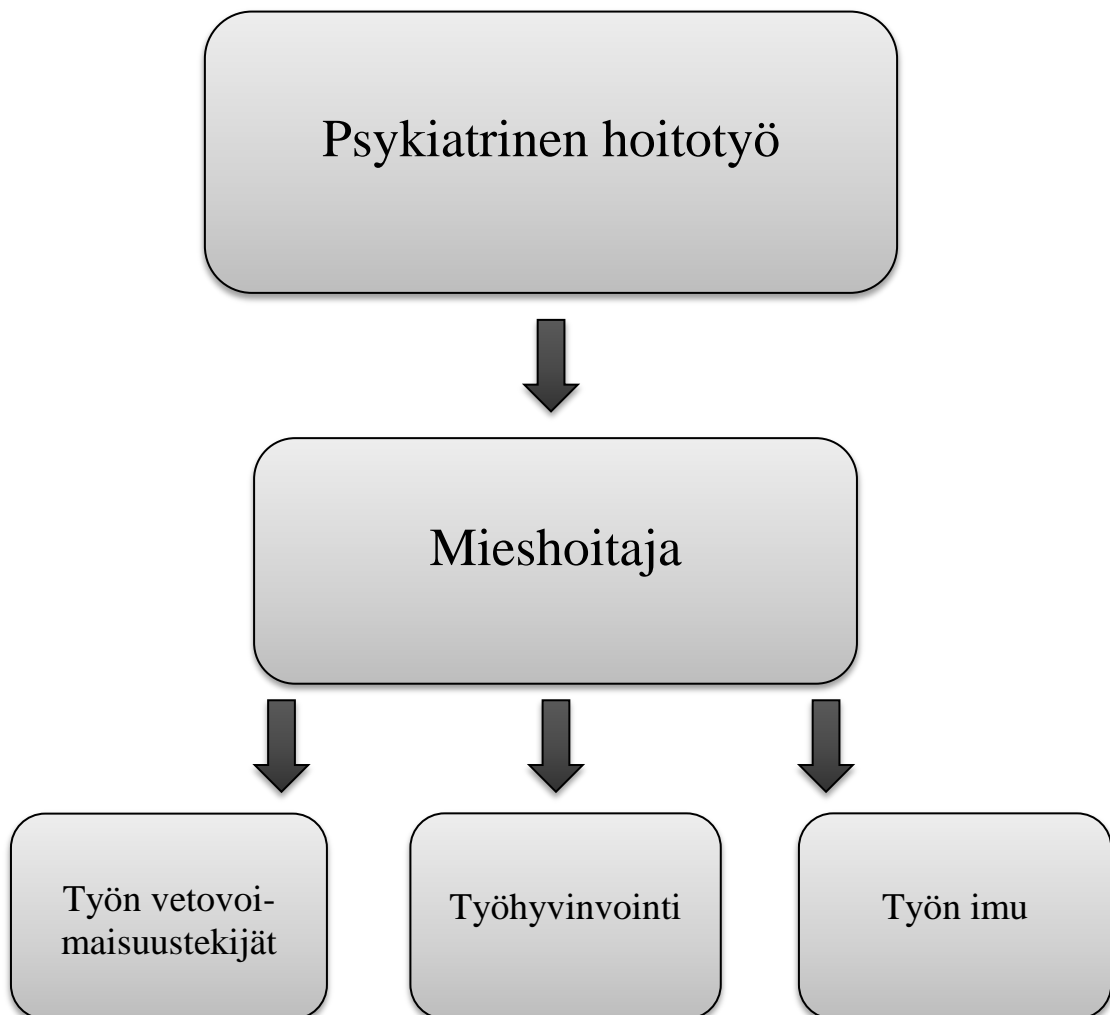 Psykiatrinen hoitotyö
Mieshoitaja
Työn vetovoi-
maisuustekijät
Työhyvinvointi
Työn imu